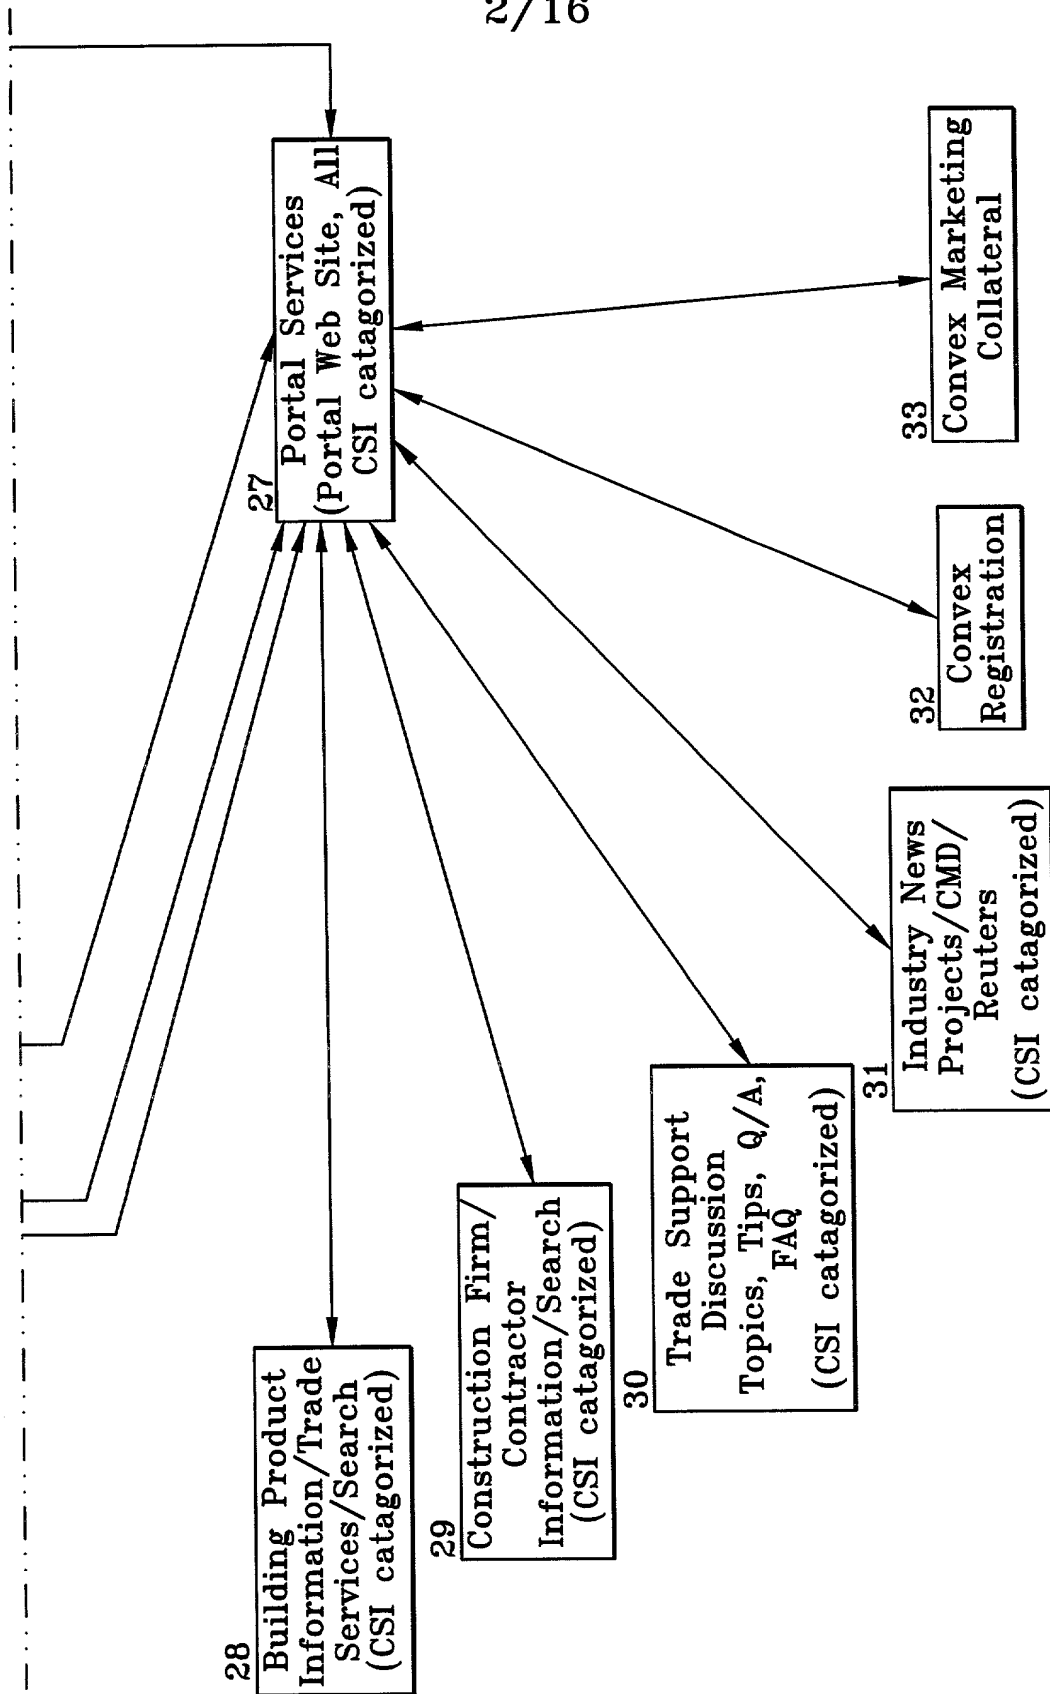 2/16
27
Portal Services
(Portal Web Site, All
CSI catagorized)
28
Building Product
Information/Trade
Services/Search
(CSI catagorized)
29
Construction Firm/
Contractor
Information/Search
(CSI catagorized)
30
Trade Support
Discussion
Topics, Tips, Q/A,
FAQ
(CSI catagorized)
31
Industry News
Projects/CMD/
Reuters
(CSI catagorized)
32
Convex
Registration
33
Convex Marketing
Collateral